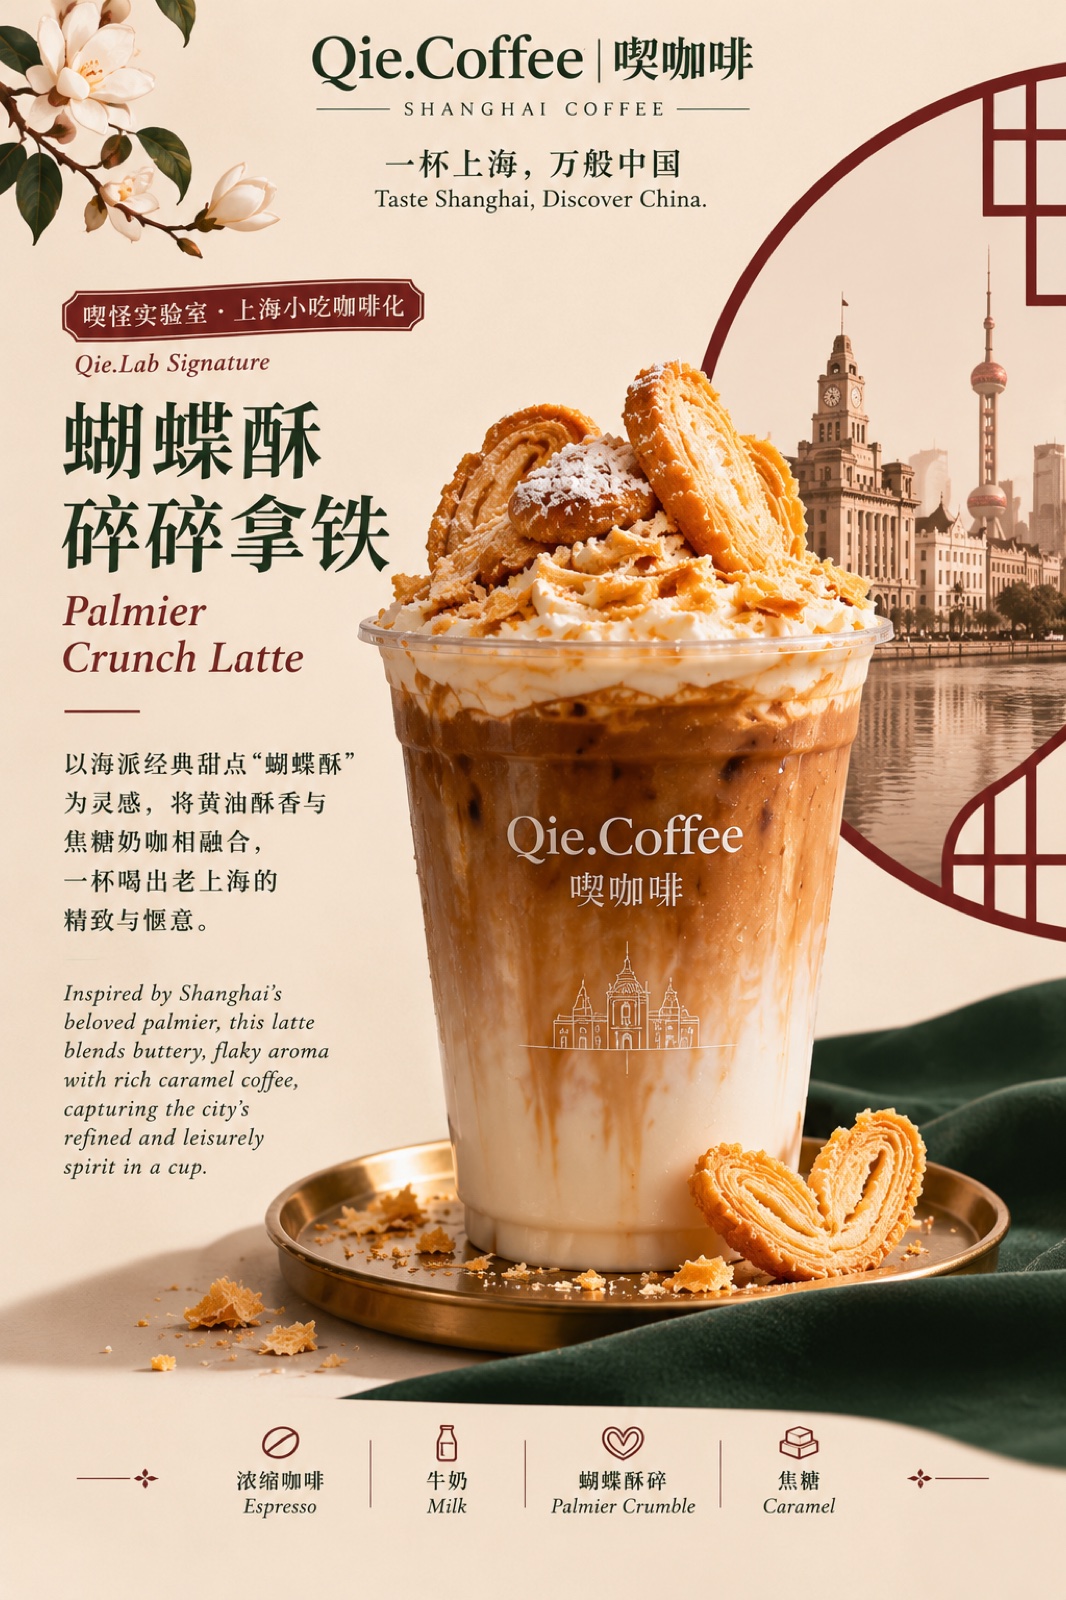 Qie.Coffee | 喫咖啡
SHANGHAI COFFEE
一杯上海，万般中国
Taste Shanghai, Discover China.
喫怪实验室·上海小吃咖啡化
Qie.Lab Signature
蝴蝶酥
碎碎拿铁
Palmier
Crunch Latte
以海派经典甜点“蝴蝶酥”
为灵感，将黄油酥香与
焦糖奶咖相融合，
一杯喝出老上海的
精致与惬意。
Inspired by Shanghai’s
beloved palmier, this latte
blends buttery, flaky aroma
with rich caramel coffee,
capturing the city’s
refined and leisurely
spirit in a cup.
Qie.Coffee
喫咖啡
浓缩咖啡
Espresso
牛奶
Milk
蝴蝶酥碎
Palmier Crumble
焦糖
Caramel